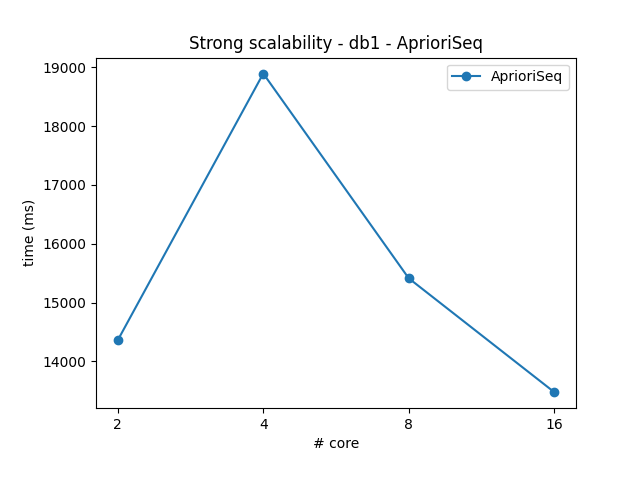 Strong scalability - db1 - AprioriSeq
AprioriSeq
time (ms)
19000
18000
17000
16000
15000
14000
2 4 8 16
# core